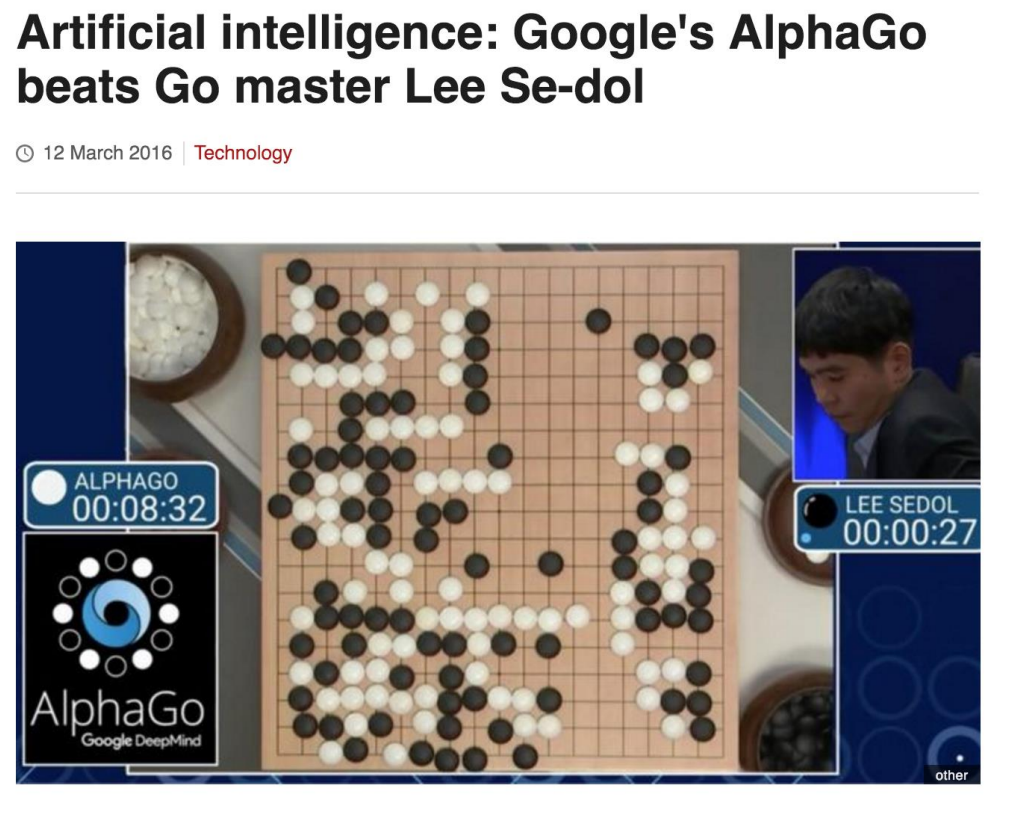 Artificial intelligence: Google's AlphaGo
beats Go master Lee Se-dol
12 March 2016 Technology
ALPHAGO
00:08:32
LEE SEDOL
00:00:27
AlphaGo
Google DeepMind
other